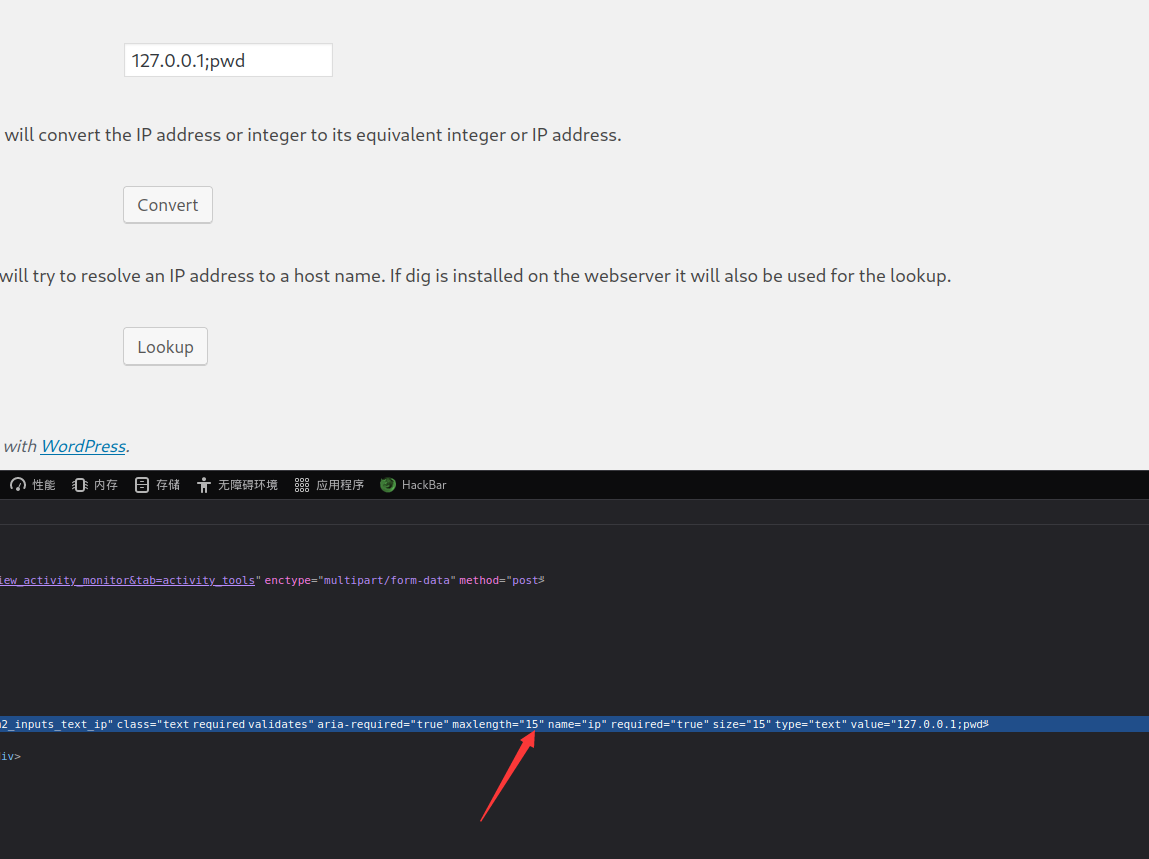 127.0.0.1;pwd
will convert the IP address or integer to its equivalent integer or IP address.
Convert
will try to resolve an IP address to a host name. If dig is installed on the webserver it will also be used for the lookup.
Lookup
with WordPress.
性能 内存 存储 无障碍环境 应用程序 HackBar
iew_activity_monitor&tab=activity_tools" enctype="multipart/form-data" method="post"
2_inputs_text_ip" class="text required validates" aria-required="true" maxlength="15" name="ip" required="true" size="15" type="text" value="127.0.0.1;pwd"
iv>